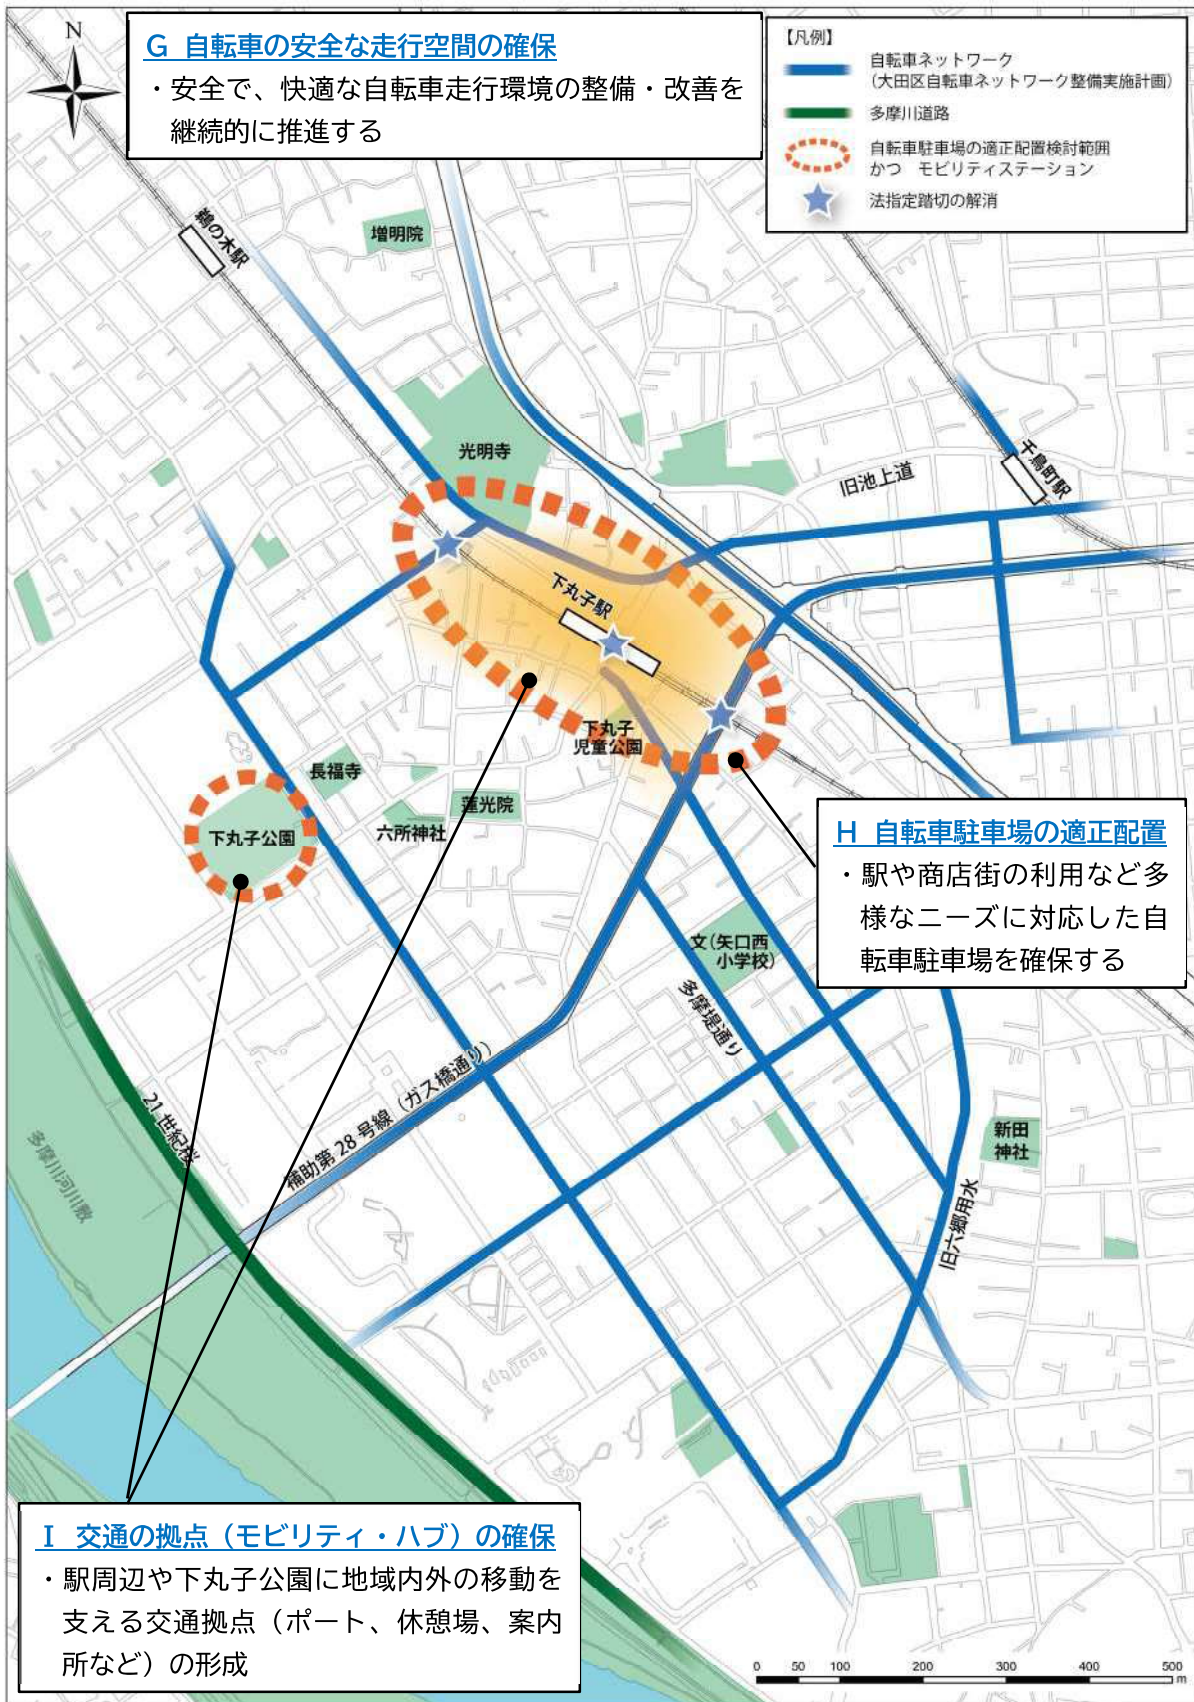 N
G 自転車の安全な走行空間の確保
・安全で、快適な自転車走行環境の整備・改善を
継続的に推進する
【凡例】
自転車ネットワーク
(大田区自転車ネットワーク整備実施計画)
多摩川道路
自転車駐車場の適正配置検討範囲
かつ モビリティステーション
法指定踏切の解消
鵜の木駅
増明院
光明寺
旧池上道
千鳥町駅
下丸子駅
下丸子
児童公園
長福寺
蓮光院
六所神社
下丸子公園
H 自転車駐車場の適正配置
・駅や商店街の利用など多
様なニーズに対応した自
転車駐車場を確保する
文(矢口西
小学校)
多摩堤通り
補助第28号線(ガス橋通り)
21世紀桜
多摩川河川敷
新田
神社
旧六郷用水
I 交通の拠点(モビリティ・ハブ)の確保
・駅周辺や下丸子公園に地域内外の移動を
支える交通拠点(ポート、休憩場、案内
所など)の形成
0 50 100 200 300 400 500
m